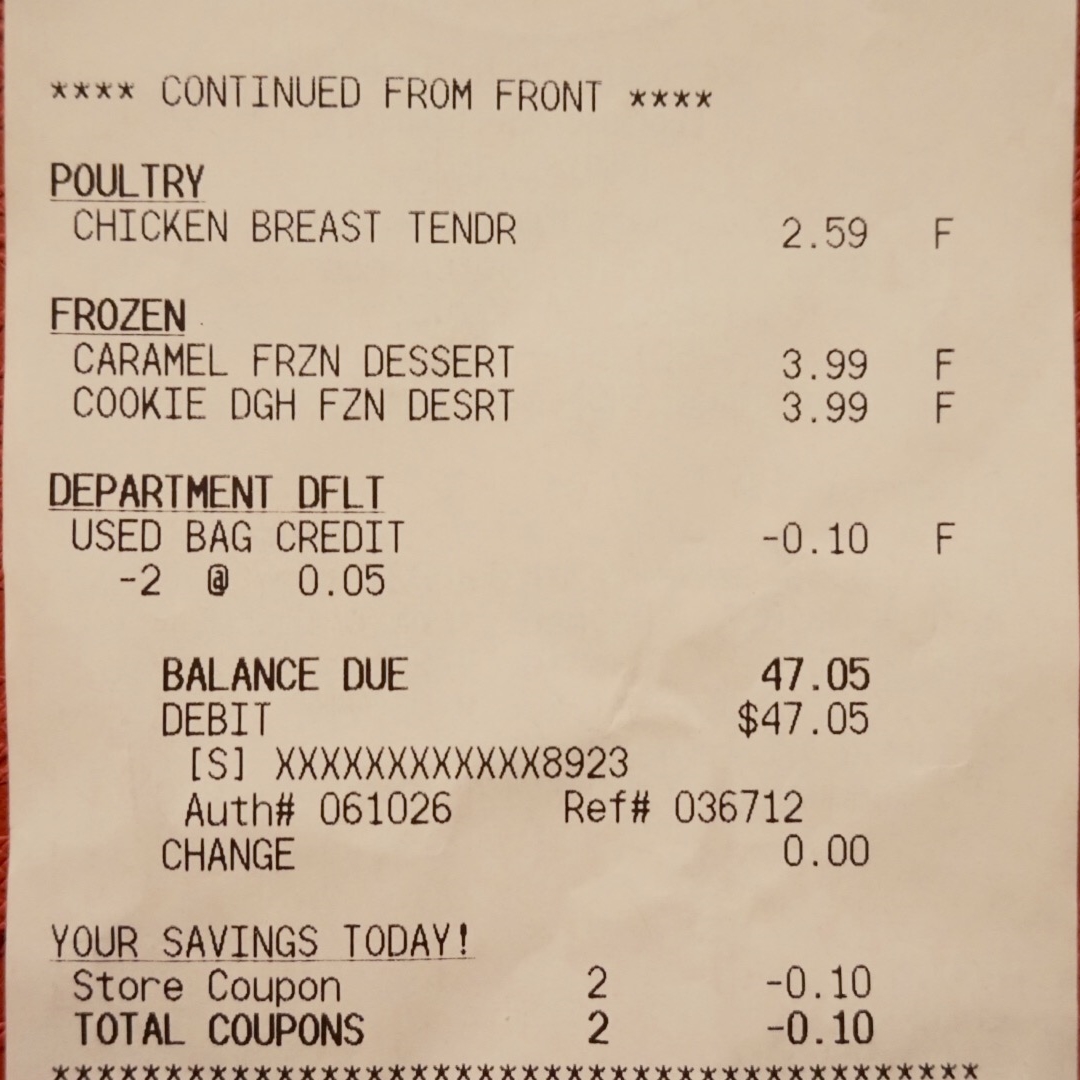 **** CONTINUED FROM FRONT ****
POULTRY
CHICKEN BREAST TENDR 2.59 F
FROZEN
CARAMEL FRZN DESSERT 3.99 F
COOKIE DGH FZN DESRT 3.99 F
DEPARTMENT DFLT
USED BAG CREDIT -0.10 F
-2 @ 0.05
BALANCE DUE 47.05
DEBIT $47.05
[S] XXXXXXXXXXXX8923
Auth# 061026 Ref# 036712
CHANGE 0.00
YOUR SAVINGS TODAY!
Store Coupon 2 -0.10
TOTAL COUPONS 2 -0.10
*****************************************